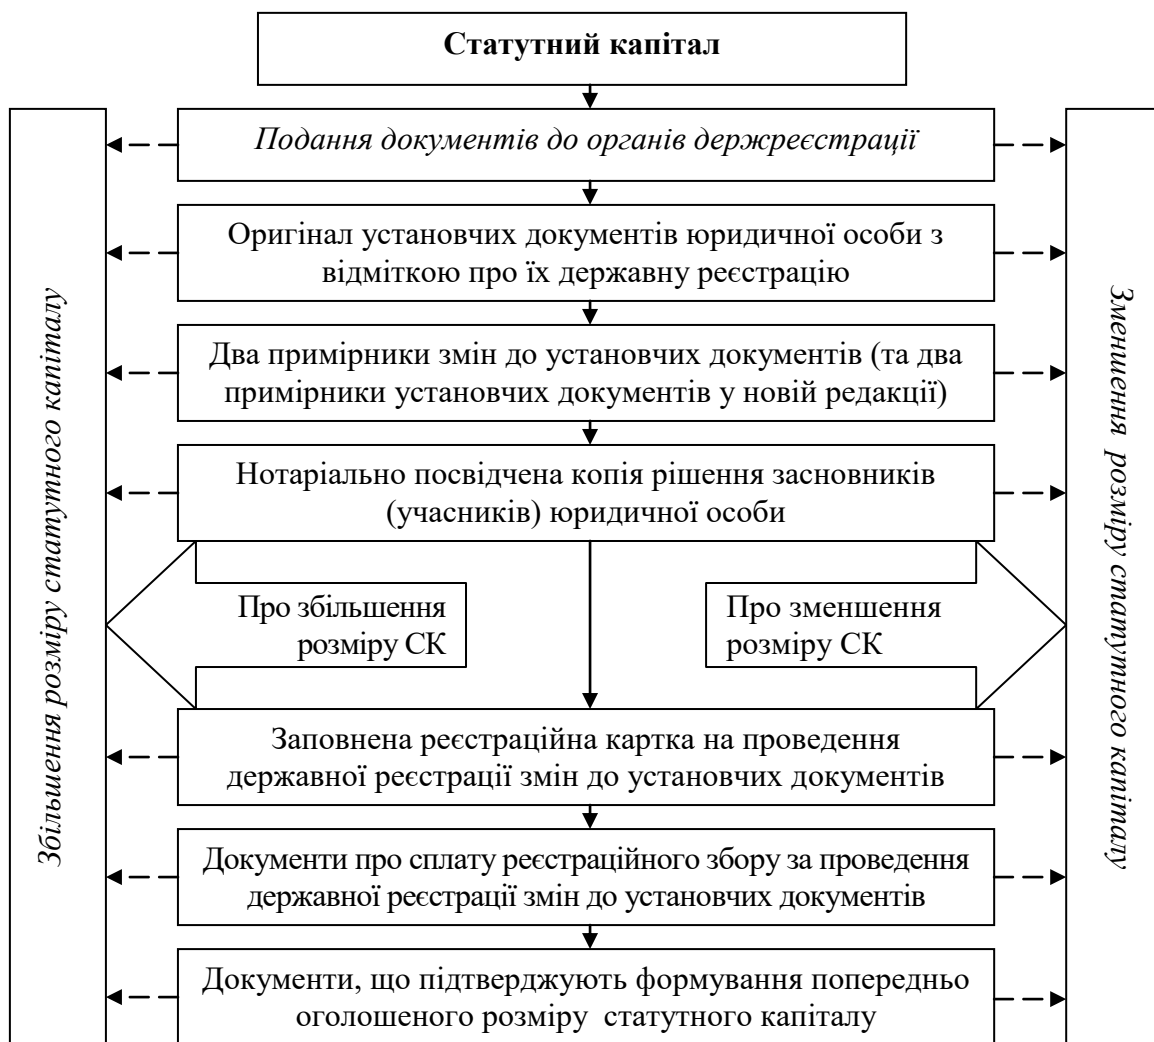 Статутний капітал
Подання документів до органів держреєстрації
Оригінал установчих документів юридичної особи з
відміткою про їх державну реєстрацію
Два примірники змін до установчих документів (та два
примірники установчих документів у новій редакції)
Нотаріально посвідчена копія рішення засновників
(учасників) юридичної особи
Про збільшення
розміру СК
Про зменшення
розміру СК
Заповнена реєстраційна картка на проведення
державної реєстрації змін до установчих документів
Документи про сплату реєстраційного збору за проведення
державної реєстрації змін до установчих документів
Документи, що підтверджують формування попередньо
оголошеного розміру статутного капіталу
Збільшення розміру статутного капіталу
Зменшення розміру статутного капіталу